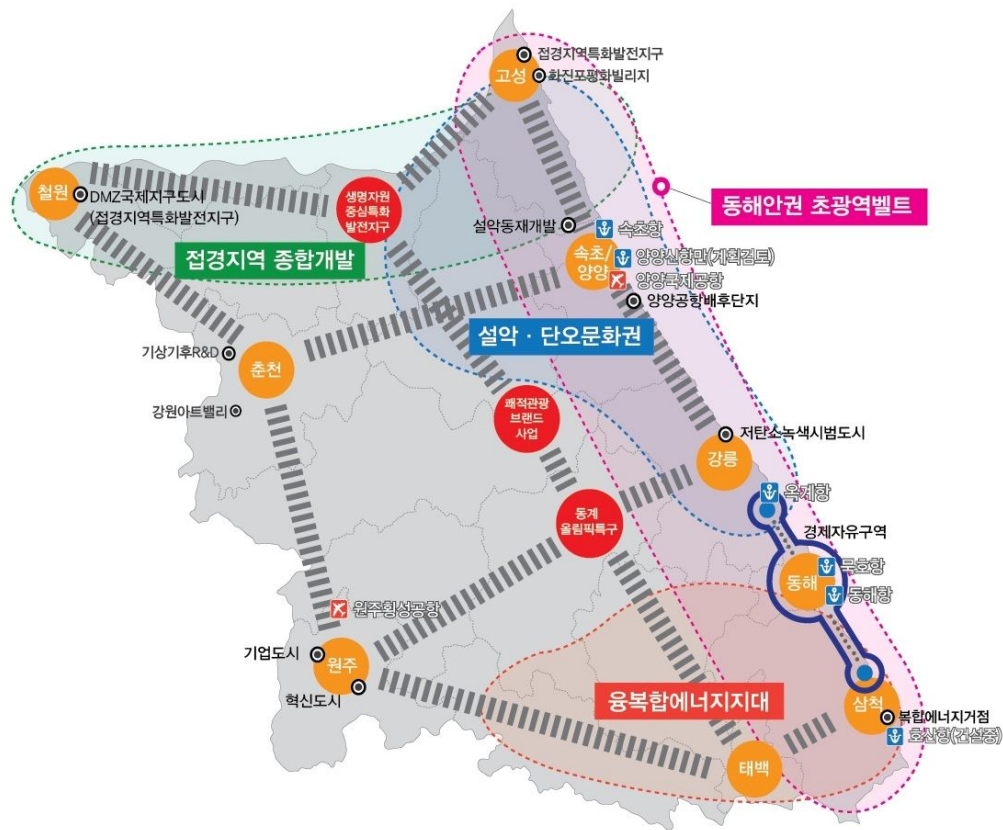 접경지역특화발전지구
고성
화진포평화빌리지
철원
DMZ국제지구도시
(접경지역특화발전지구)
생명자원
중심특화
발전지구
동해안권 초광역벨트
접경지역 종합개발
설악동재개발
속초항
속초/
양양
양양신항만(계획검토)
양양국제공항
양양공항배후단지
설악 · 단오문화권
기상기후R&D
춘천
강원아트밸리
쾌적관광
브랜드
사업
저탄소녹색시범도시
강릉
옥계항
동계
올림픽특구
경제자유구역
묵호항
동해
동해항
원주횡성공항
기업도시
원주
혁신도시
융복합에너지지대
삼척
복합에너지거점
호산항(건설중)
태백